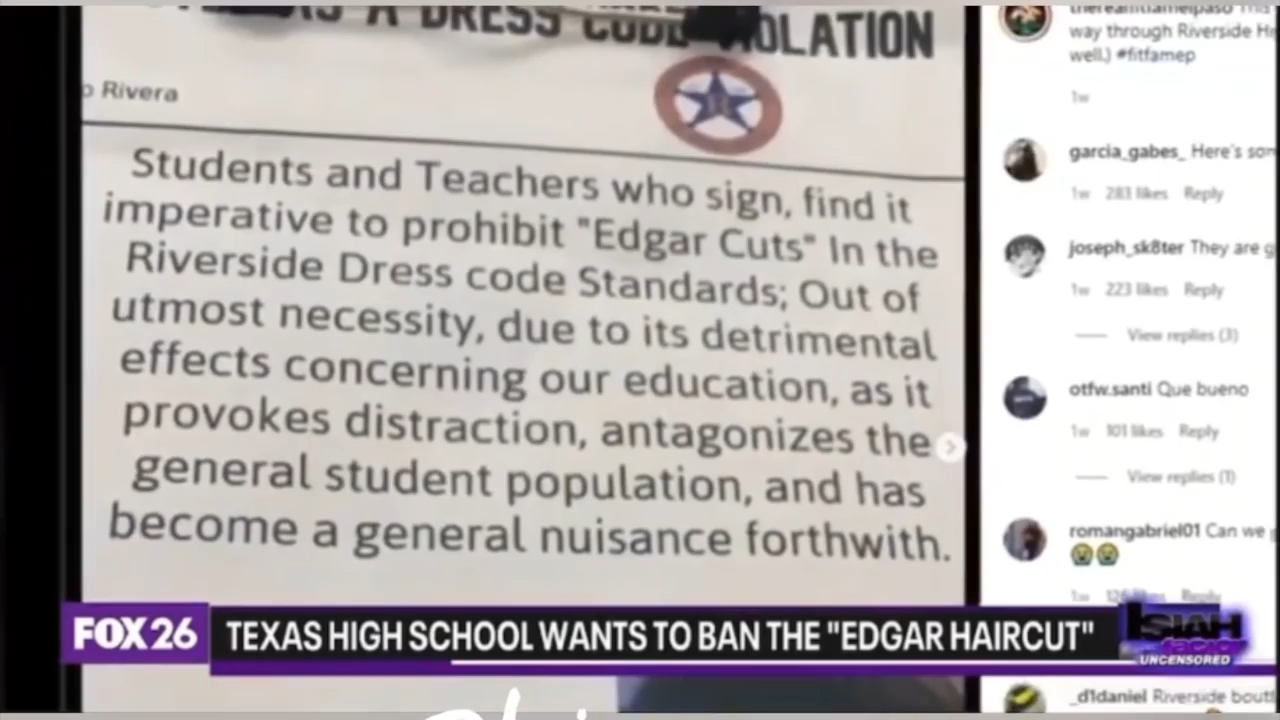 A DRESS CODE VIOLATION
Rivera
Students and Teachers who sign, find it
imperative to prohibit "Edgar Cuts" In the
Riverside Dress code Standards; Out of
utmost necessity, due to its detrimental
effects concerning our education, as it
provokes distraction, antagonizes the
general student population, and has
become a general nuisance forthwith.
way through Riverside
well.) #fitfamep
1w
garcia_gabes_ Here's
1w 283 likes Reply
joseph_sk8ter They are
1w 223 likes Reply
View replies (3)
otfw.santi Que bueno
1w 101 likes Reply
View replies (1)
romangabriel01 Can we
1w Reply
_d1daniel Riverside
FOX 26
TEXAS HIGH SCHOOL WANTS TO BAN THE "EDGAR HAIRCUT"
ISIAH
factor
UNCENSORED